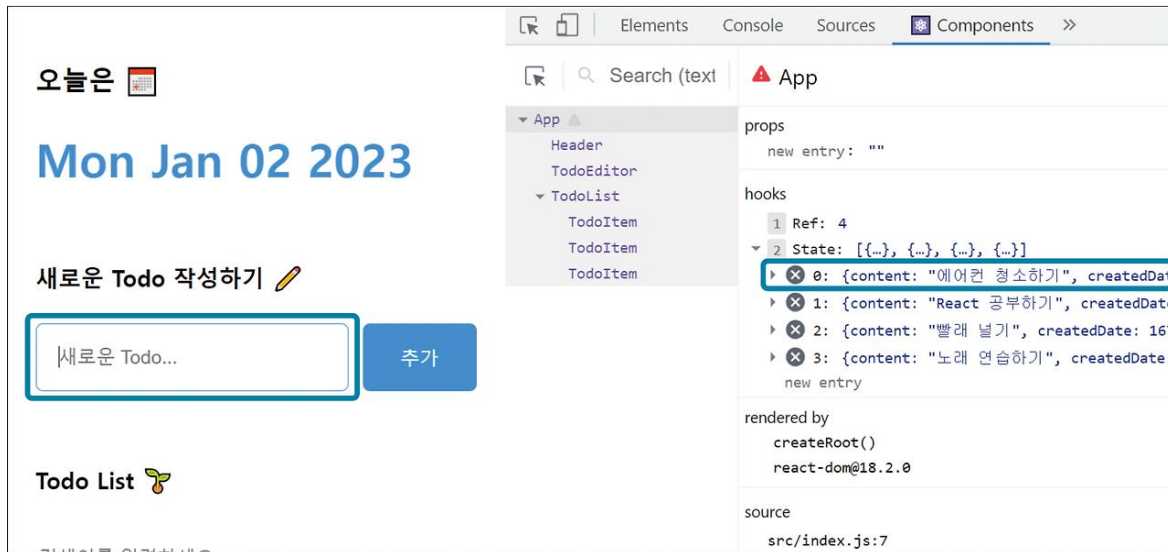 오늘은
Mon Jan 02 2023
새로운 Todo 작성하기
새로운 Todo...
추가
Todo List
Elements Console Sources Components
Search (text
App
Header
TodoEditor
TodoList
TodoItem
TodoItem
TodoItem
App
props
new entry: ""
hooks
1 Ref: 4
2 State: [{…}, {…}, {…}, {…}]
0: {content: "에어컨 청소하기", createdDat
1: {content: "React 공부하기", createdDate
2: {content: "빨래 널기", createdDate: 167
3: {content: "노래 연습하기", createdDate
new entry
rendered by
createRoot()
react-dom@18.2.0
source
src/index.js:7